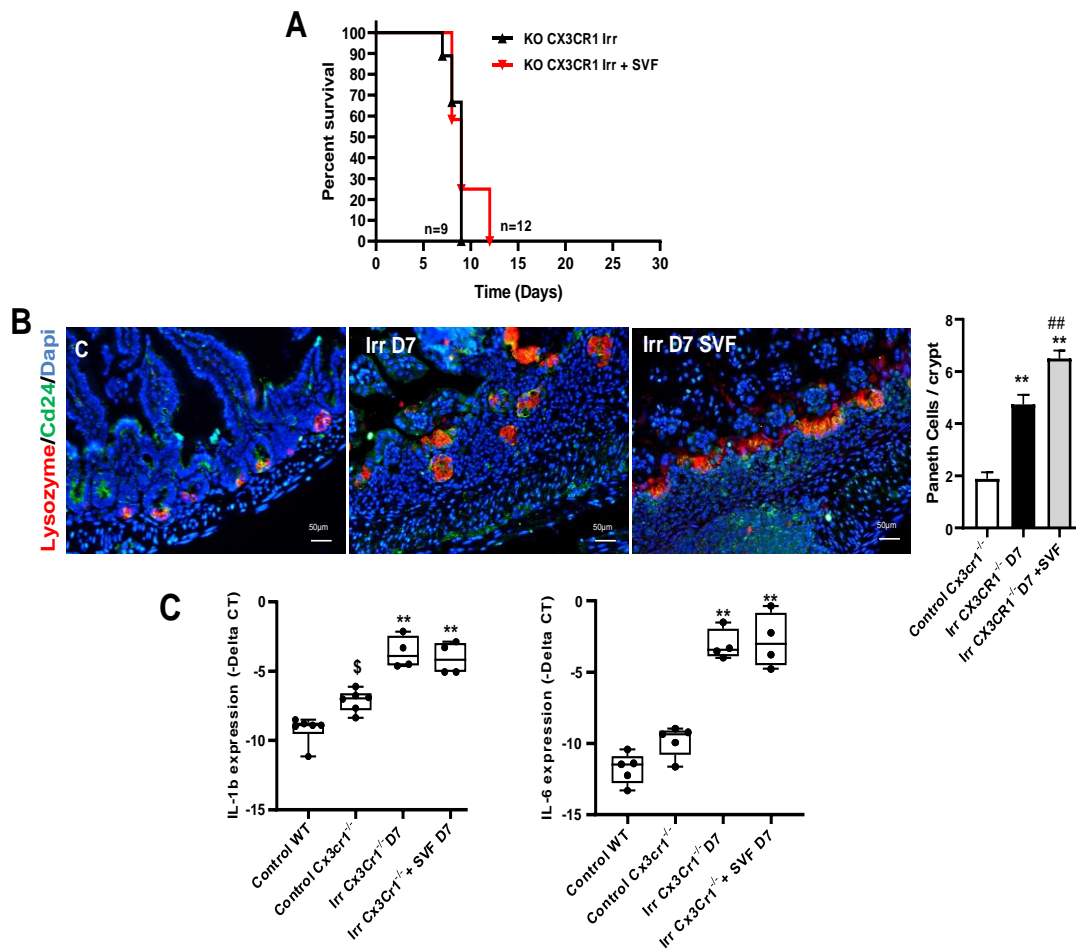 A
Percent survival
100
90
80
70
60
50
40
30
20
10
0
0 5 10 15 20 25 30
Time (Days)
KO CX3CR1 Irr
KO CX3CR1 Irr + SVF
n=9
n=12
B
Lysozyme/Cd24/Dapi
C
50µm
Irr D7
50µm
Irr D7 SVF
50µm
Paneth Cells / crypt
8
6
4
2
0
**
##
**
Control Cx3cr1-/-
Irr CX3CR1-/- D7
Irr CX3CR1-/-D7 +SVF
C
IL-1b expression (-Delta CT)
0
-5
-10
-15
$
**
**
Control WT
Control Cx3cr1-/-
Irr Cx3Cr1-/- D7
Irr Cx3Cr1-/- + SVF D7
IL-6 expression (-Delta CT)
0
-5
-10
-15
**
**
Control WT
Control Cx3cr1-/-
Irr Cx3Cr1-/- D7
Irr Cx3Cr1-/- + SVF D7